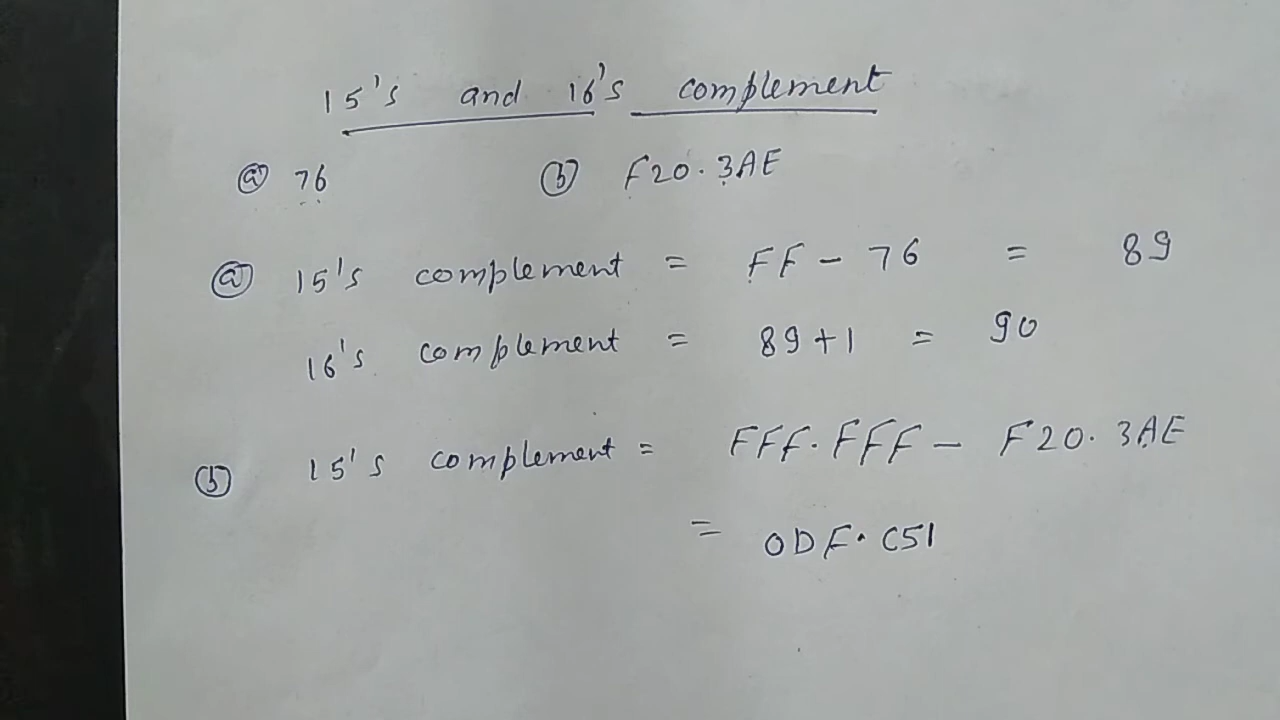 15's and 16's complement
(a) 76 (b) F20.3AE
(a) 15's complement = FF - 76 = 89
16's complement = 89+1 = 90
(b) 15's complement = FFF.FFF - F20.3AE
= 0DF.C51